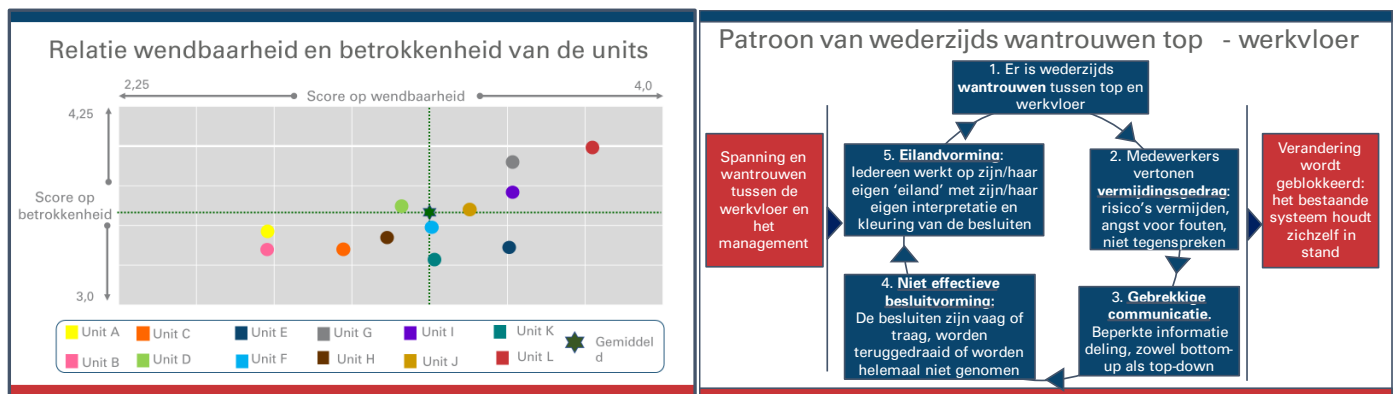 Relatie wendbaarheid en betrokkenheid van de units
2,25
4,0
Score op wendbaarheid
4,25
Score op
betrokkenheid
3,0
Unit A
Unit C
Unit E
Unit G
Unit I
Unit K
Unit B
Unit D
Unit F
Unit H
Unit J
Unit L
Gemiddel
d
Patroon van wederzijds wantrouwen top - werkvloer
1. Er is wederzijds
wantrouwen tussen top en
werkvloer
Spanning en
wantrouwen
tussen de
werkvloer en
het
management
5. Eilandvorming:
Iedereen werkt op zijn/haar
eigen ‘eiland’ met zijn/haar
eigen interpretatie en
kleuring van de besluiten
2. Medewerkers
vertonen
vermijdingsgedrag:
risico’s vermijden,
angst voor fouten,
niet tegenspreken
Verandering
wordt
geblokkeerd:
het bestaande
systeem houdt
zichzelf in
stand
4. Niet effectieve
besluitvorming:
De besluiten zijn vaag of
traag, worden
teruggedraaid of worden
helemaal niet genomen
3. Gebrekkige
communicatie.
Beperkte informatie
deling, zowel bottom-
up als top-down